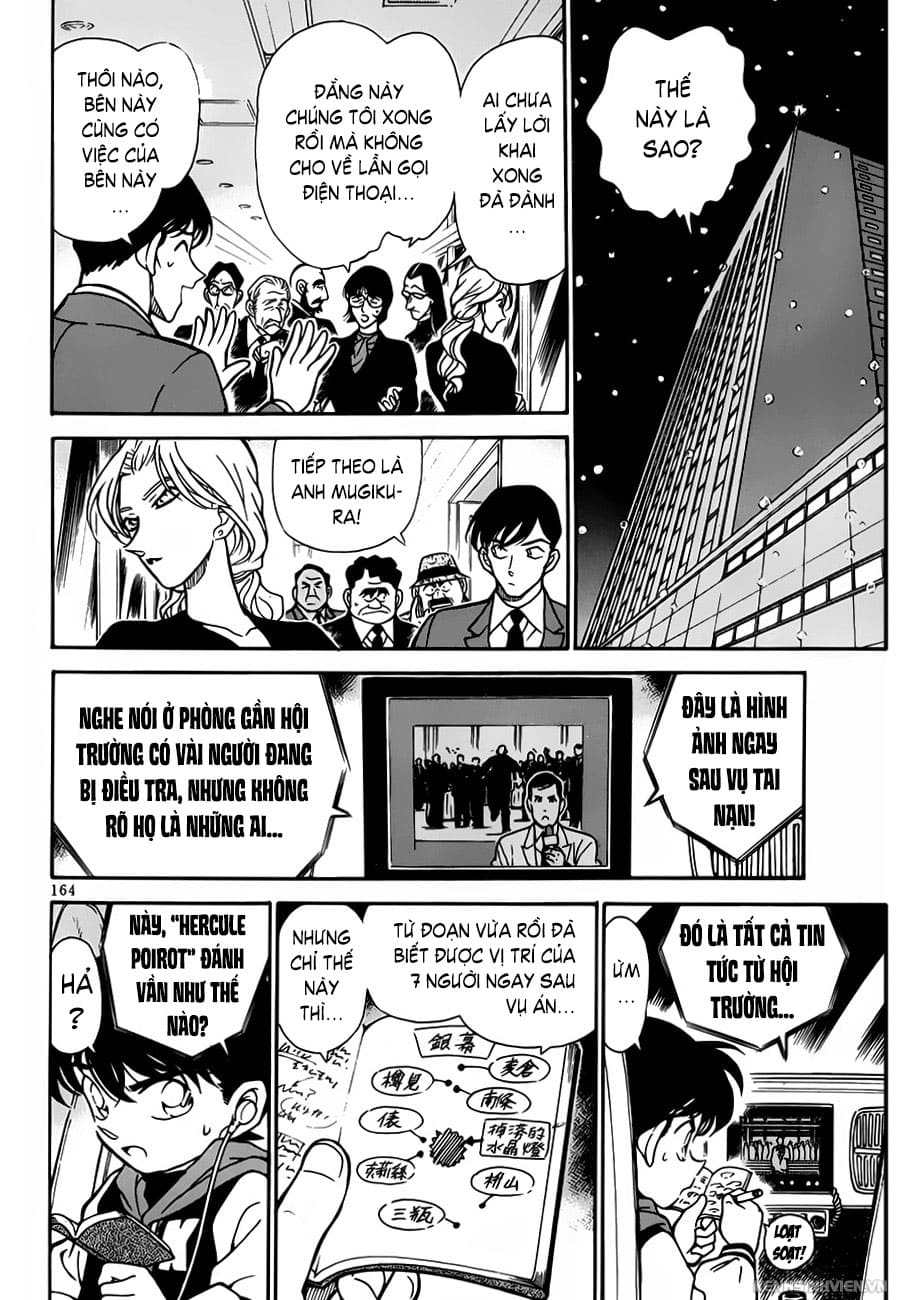 THẾ
NÀY LÀ
SAO?
AI CHƯA
LẤY LỜI
KHAI
XONG
ĐÃ ĐÀNH
...
ĐẰNG NÀY
CHÚNG TÔI XONG
RỒI MÀ KHÔNG
CHO VỀ LẪN GỌI
ĐIỆN THOẠI...
THÔI NÀO,
BÊN NÀY
CŨNG CÓ
VIỆC CỦA
BÊN NÀY
...
TIẾP THEO LÀ
ANH MUGIKU-
RA!
ĐÂY LÀ HÌNH
ẢNH NGAY
SAU VỤ TAI
NẠN!
NGHE NÓI Ở PHÒNG GẦN HỘI
TRƯỜNG CÓ VÀI NGƯỜI ĐANG
BỊ ĐIỀU TRA, NHƯNG KHÔNG
RÕ HỌ LÀ NHỮNG AI...
164
ĐÓ LÀ TẤT CẢ TIN
TỨC TỪ HỘI
TRƯỜNG...
ỪM
...
LOẠT
SOẠT!
TỪ ĐOẠN VỪA RỒI ĐÃ
BIẾT ĐƯỢC VỊ TRÍ CỦA
7 NGƯỜI NGAY SAU
VỤ ÁN...
NHƯNG
CHỈ THẾ
NÀY
THÌ...
銀幕
麥倉
樽見
南條
俵
水晶燈
三瓶
NÀY, "HERCULE
POIROT" ĐÁNH
VẦN NHƯ THẾ
NÀO?
HẢ
?